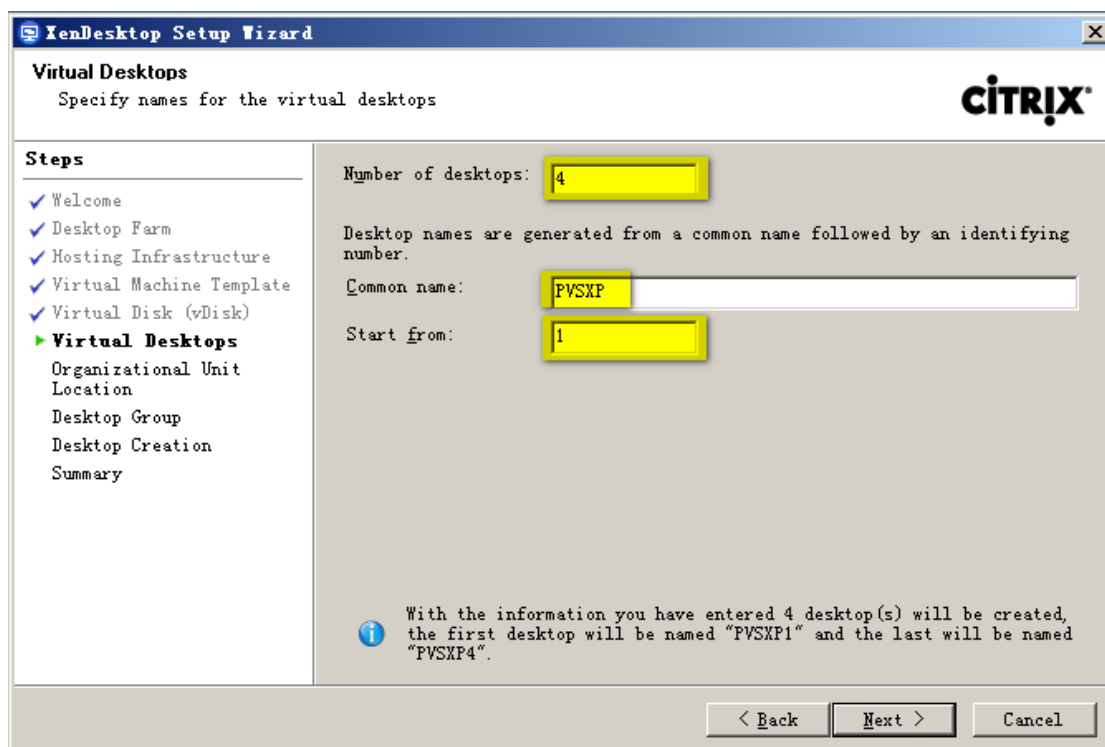 XenDesktop Setup Wizard
Virtual Desktops
Specify names for the virtual desktops
CİTRIX
Steps
Welcome
Desktop Farm
Hosting Infrastructure
Virtual Machine Template
Virtual Disk (vDisk)
Virtual Desktops
Organizational Unit
Location
Desktop Group
Desktop Creation
Summary
Number of desktops:
4
Desktop names are generated from a common name followed by an identifying
number.
Common name:
PVSXP
Start from:
1
With the information you have entered 4 desktop(s) will be created,
the first desktop will be named "PVSXP1" and the last will be named
"PVSXP4".
< Back
Next >
Cancel